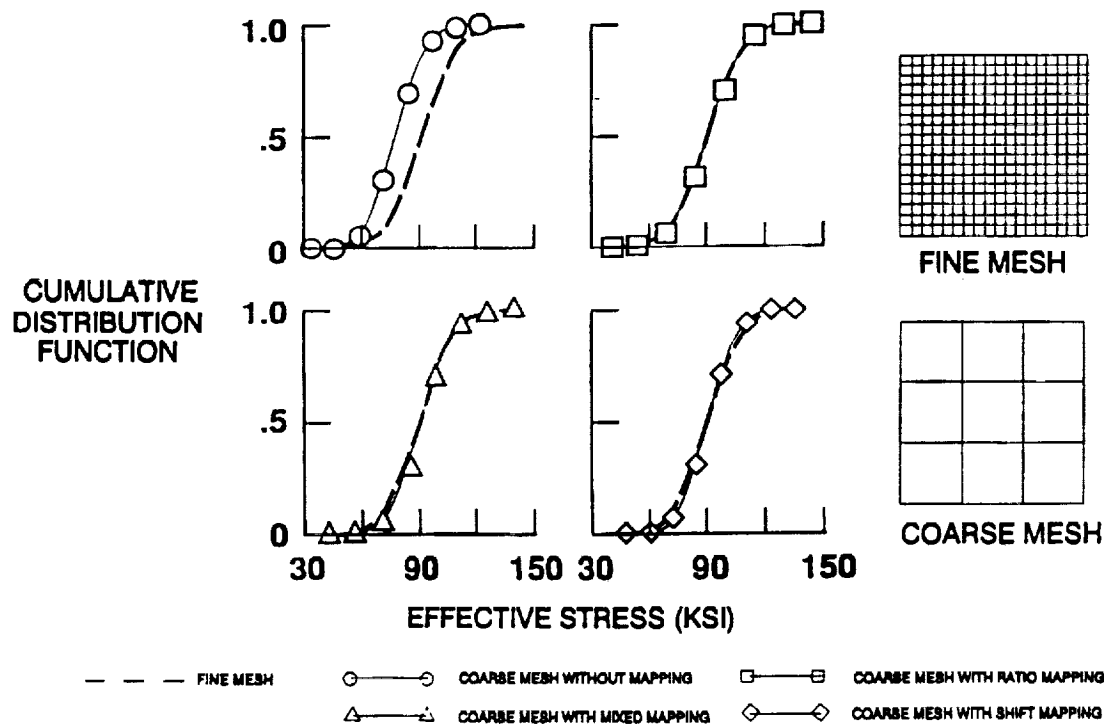 1.0
.5
0
FINE MESH
CUMULATIVE
DISTRIBUTION
FUNCTION
1.0
.5
0
COARSE MESH
30 90 150 30 90 150
EFFECTIVE STRESS (KSI)
FINE MESH
COARSE MESH WITHOUT MAPPING
COARSE MESH WITH RATIO MAPPING
COARSE MESH WITH MIXED MAPPING
COARSE MESH WITH SHIFT MAPPING